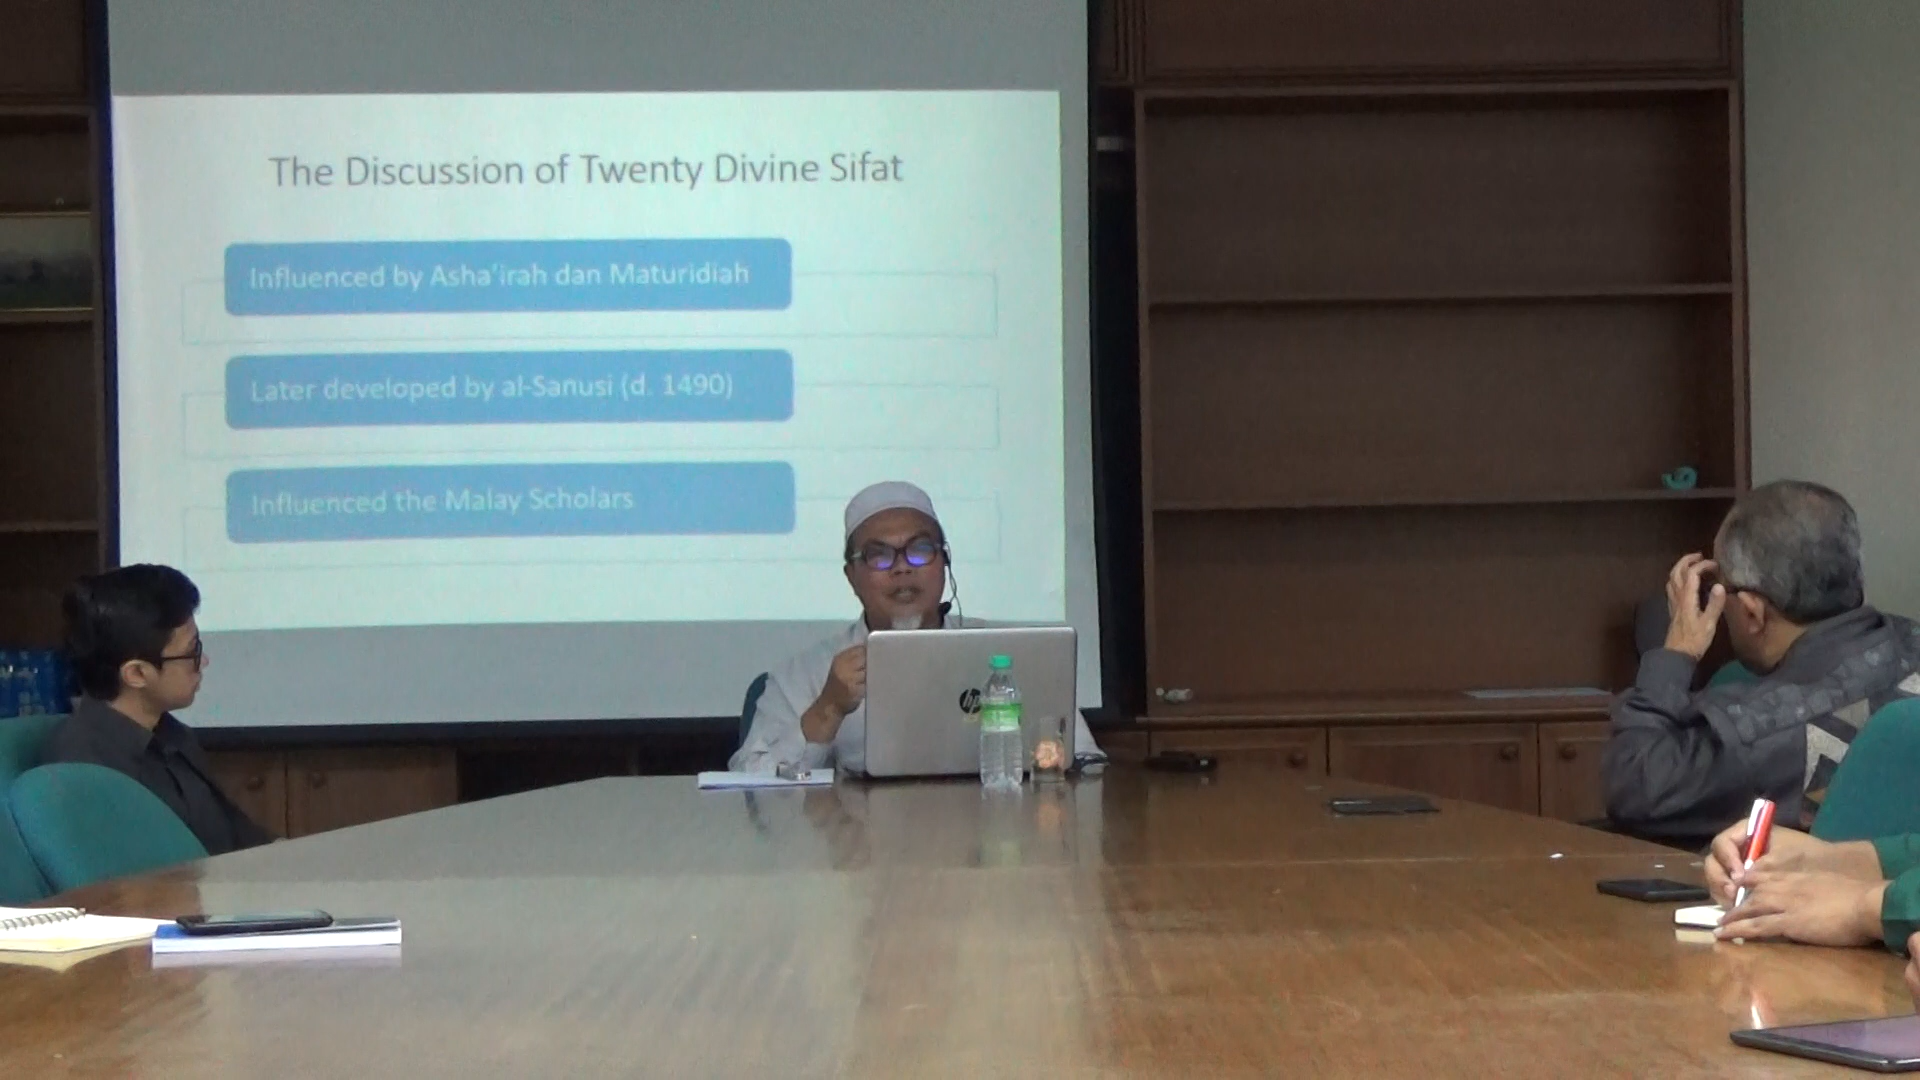 The Discussion of Twenty Divine Sifat
Influenced by Asha'irah dan Maturidiah
Later developed by al-Sanusi (d. 1490)
Influenced the Malay Scholars
hp